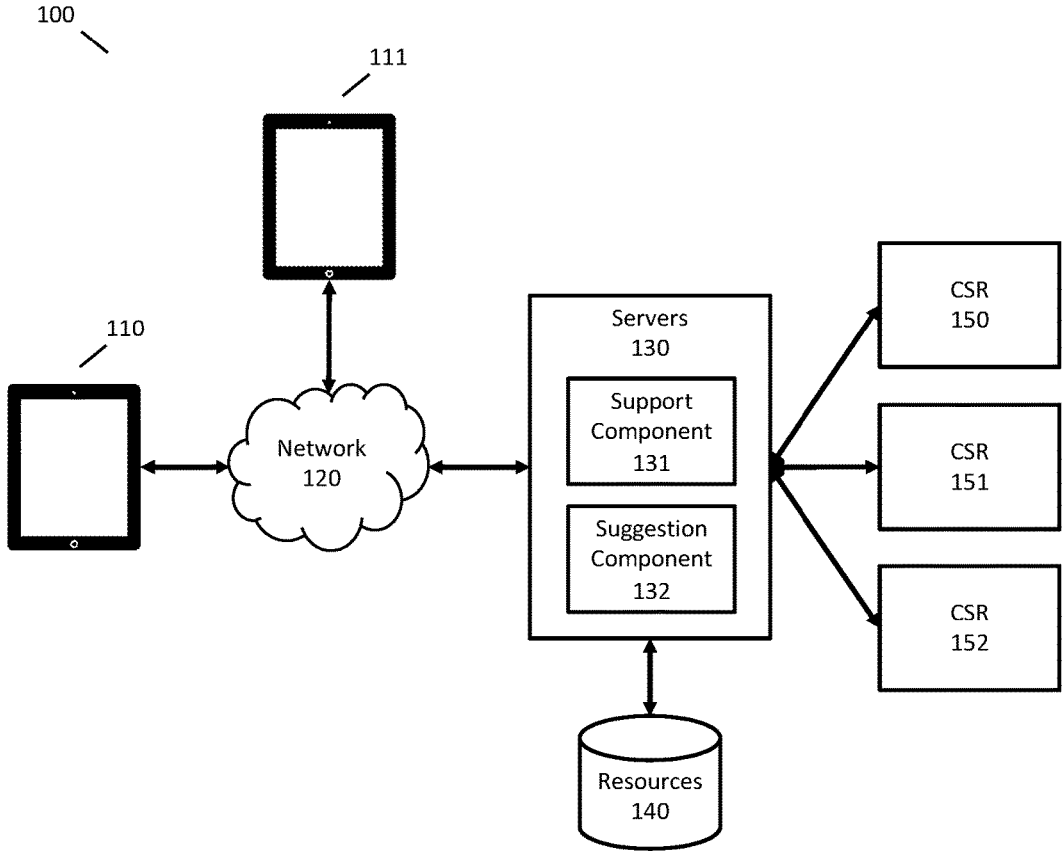 100
111
110
Network
120
Servers
130
Support
Component
131
Suggestion
Component
132
Resources
140
CSR
150
CSR
151
CSR
152